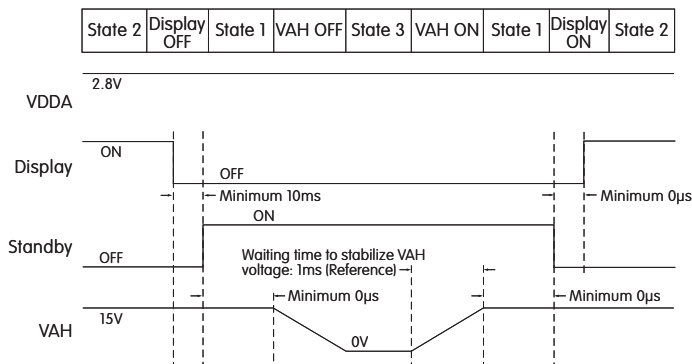 State 2
Display
OFF
State 1
VAH OFF
State 3
VAH ON
State 1
Display
ON
State 2
2.8V
VDDA
ON
Display
OFF
Minimum 10ms
Minimum 0µs
ON
Standby
OFF
Waiting time to stabilize VAH
voltage: 1ms (Reference)
Minimum 0µs
Minimum 0µs
15V
VAH
0V